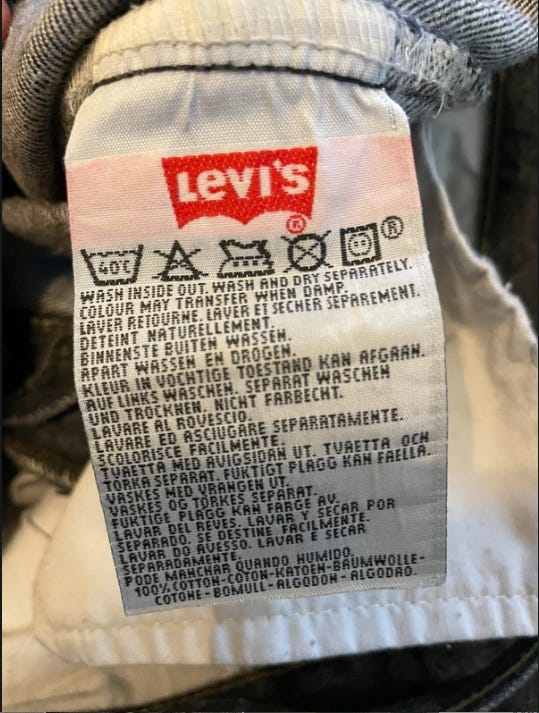 Levi's
®
40° ®
WASH INSIDE OUT. WASH AND DRY SEPARATELY.
COLOUR MAY TRANSFER WHEN DAMP.
LAVER RETOURNE. LAVER ET SECHER SEPAREMENT.
DETEINT NATURELLEMENT.
BINNENSTE BUITEN WASSEN.
APART WASSEN EN DROGEN.
KLEUR IN VOCHTIGE TOESTAND KAN AFGAAN.
AUF LINKS WASCHEN. SEPARAT WASCHEN
UND TROCKNEN. NICHT FARBECHT.
LAVARE AL ROVESCIO.
LAVARE ED ASCIUGARE SEPARATAMENTE.
SCOLORISCE FACILMENTE.
TVAETTA MED AVIGSIDAN UT. TVAETTA OCH
TORKA SEPARAT. FUKTIGT PLAGG KAN FAELLA.
VASKES MED VRANGEN UT.
VASKES OG TORKES SEPARAT.
FUKTIGE PLAGG KAN FARGE AV.
LAVAR DEL REVES. LAVAR Y SECAR POR
SEPARADO. SE DESTINE FACILMENTE.
LAVAR DO AVESSO. LAVAR E SECAR
SEPARADAMENTE.
PODE MANCHAR QUANDO HUMIDO.
100% COTTON-COTON-KATOEN-BAUMWOLLE-
COTONE-BOMULL-ALGODON-ALGODAO.